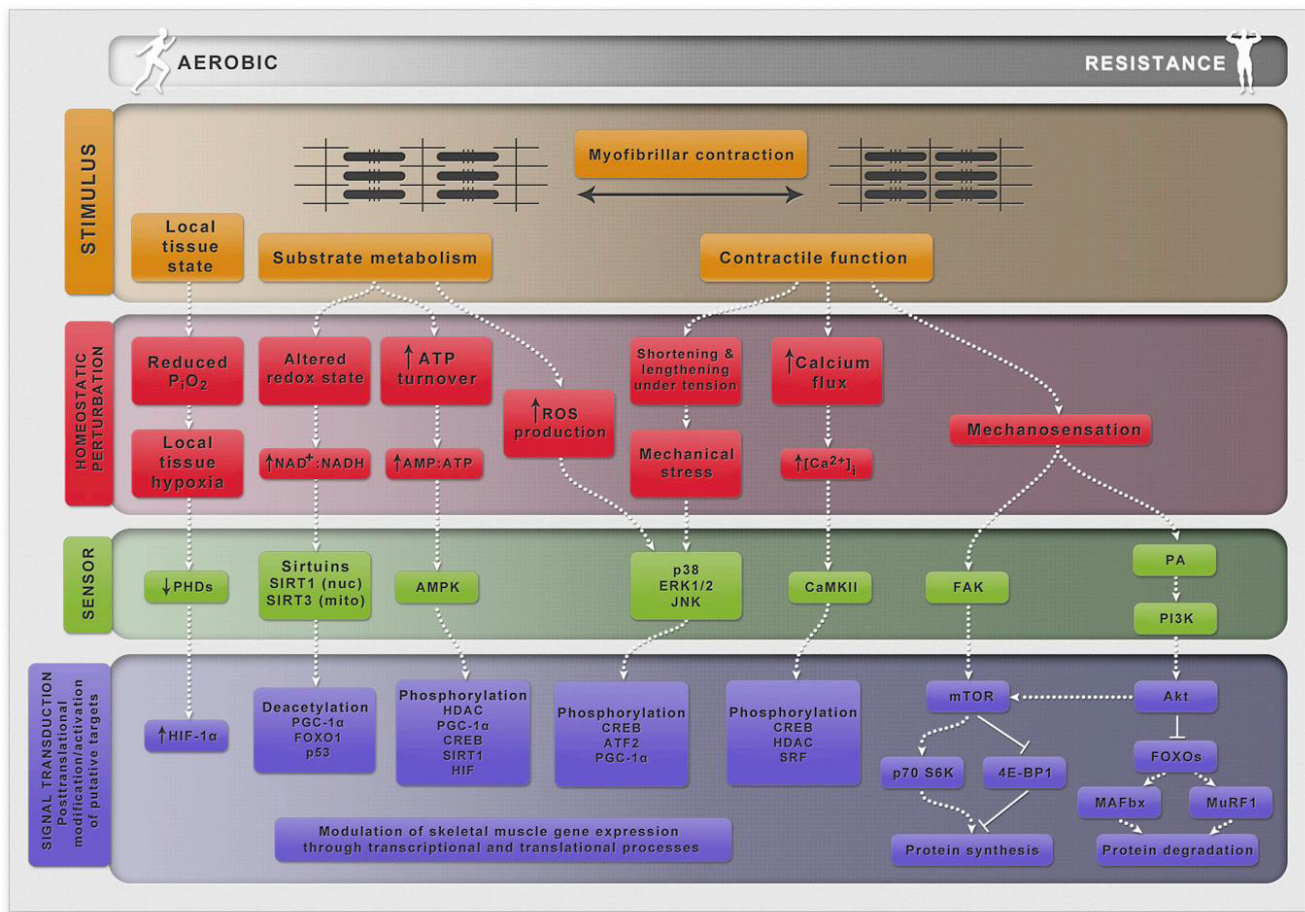 AEROBIC
RESISTANCE
STIMULUS
Myofibrillar contraction
Local
tissue
state
Substrate metabolism
Contractile function
HOMEOSTATIC
PERTURBATION
Reduced
PiO2
Altered
redox state
↑ATP
turnover
↑ROS
production
Shortening &
lengthening
under tension
↑Calcium
flux
Mechanosensation
Local
tissue
hypoxia
↑NAD+:NADH
↑AMP:ATP
Mechanical
stress
↑[Ca2+]i
SENSOR
↓PHDs
Sirtuins
SIRT1 (nuc)
SIRT3 (mito)
AMPK
p38
ERK1/2
JNK
CaMKII
FAK
PA
PI3K
SIGNAL TRANSDUCTION
Posttranslational
modification/activation
of putative targets
↑HIF-1α
Deacetylation
PGC-1α
FOXO1
p53
Phosphorylation
HDAC
PGC-1α
CREB
SIRT1
HIF
Phosphorylation
CREB
ATF2
PGC-1α
Phosphorylation
CREB
HDAC
SRF
mTOR
Akt
p70 S6K
4E-BP1
FOXOs
MAFbx
MuRF1
Protein synthesis
Protein degradation
Modulation of skeletal muscle gene expression
through transcriptional and translational processes